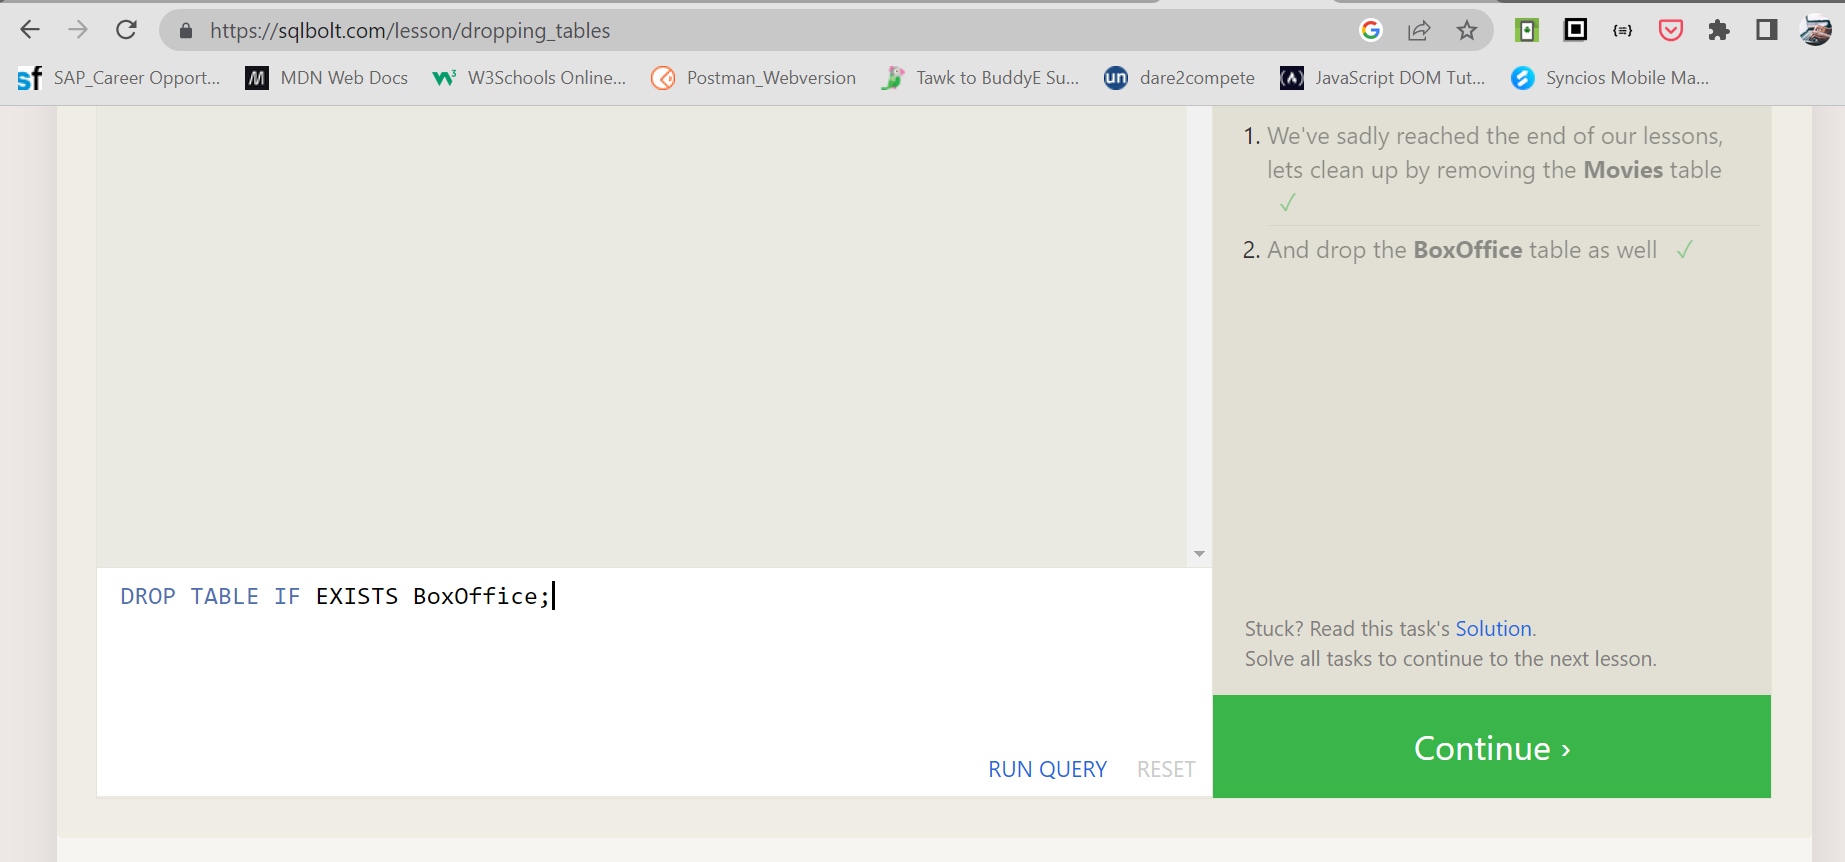 https://sqlbolt.com/lesson/dropping_tables
SAP_Career Opport... MDN Web Docs W3Schools Online... Postman_Webversion Tawk to BuddyE Su... dare2compete JavaScript DOM Tut... Syncios Mobile Ma...
1. We've sadly reached the end of our lessons,
lets clean up by removing the Movies table
✓
2. And drop the BoxOffice table as well ✓
DROP TABLE IF EXISTS BoxOffice;
RUN QUERY RESET
Stuck? Read this task's Solution.
Solve all tasks to continue to the next lesson.
Continue ›